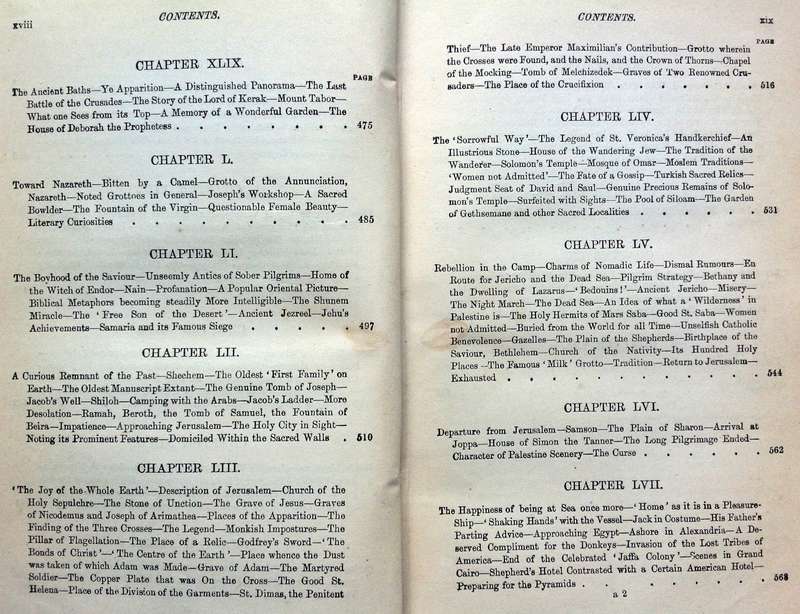 xviii
CONTENTS.
CHAPTER XLIX.
PAGE
The Ancient Baths—Ye Apparition—A Distinguished Panorama—The Last
Battle of the Crusades—The Story of the Lord of Kerak—Mount Tabor—
What one Sees from its Top—A Memory of a Wonderful Garden—The
House of Deborah the Prophetess . . . . . . . . 475
CHAPTER L.
Toward Nazareth—Bitten by a Camel—Grotto of the Annunciation,
Nazareth—Noted Grottoes in General—Joseph's Workshop—A Sacred
Bowlder—The Fountain of the Virgin—Questionable Female Beauty—
Literary Curiosities . . . . . . . . . 485
CHAPTER LI.
The Boyhood of the Saviour—Unseemly Antics of Sober Pilgrims—Home of
the Witch of Endor—Nain—Profanation—A Popular Oriental Picture—
Biblical Metaphors becoming steadily More Intelligible—The Shunem
Miracle—The 'Free Son of the Desert'—Ancient Jezreel—Jehu's
Achievements—Samaria and its Famous Siege . . . . . 497
CHAPTER LII.
A Curious Remnant of the Past—Shechem—The Oldest 'First Family' on
Earth—The Oldest Manuscript Extant—The Genuine Tomb of Joseph—
Jacob's Well—Shiloh—Camping with the Arabs—Jacob's Ladder—More
Desolation—Ramah, Beroth, the Tomb of Samuel, the Fountain of
Beira—Impatience—Approaching Jerusalem—The Holy City in Sight—
Noting its Prominent Features—Domiciled Within the Sacred Walls . 510
CHAPTER LIII.
'The Joy of the Whole Earth'—Description of Jerusalem—Church of the
Holy Sepulchre—The Stone of Unction—The Grave of Jesus—Graves
of Nicodemus and Joseph of Arimathea—Places of the Apparition—The
Finding of the Three Crosses—The Legend—Monkish Impostures—The
Pillar of Flagellation—The Place of a Relic—Godfrey's Sword—'The
Bonds of Christ'—'The Centre of the Earth'—Place whence the Dust
was taken of which Adam was Made—Grave of Adam—The Martyred
Soldier—The Copper Plate that was On the Cross—The Good St.
Helena—Place of the Division of the Garments—St. Dimas, the Penitent
CONTENTS.
xix
PAGE
Thief—The Late Emperor Maximilian's Contribution—Grotto wherein
the Crosses were Found, and the Nails, and the Crown of Thorns—Chapel
of the Mocking—Tomb of Melchizedek—Graves of Two Renowned Cru-
saders—The Place of the Crucifixion . . . . . . 516
CHAPTER LIV.
The 'Sorrowful Way'—The Legend of St. Veronica's Handkerchief—An
Illustrious Stone—House of the Wandering Jew—The Tradition of the
Wanderer—Solomon's Temple—Mosque of Omar—Moslem Traditions—
'Women not Admitted'—The Fate of a Gossip—Turkish Sacred Relics—
Judgment Seat of David and Saul—Genuine Precious Remains of Solo-
mon's Temple—Surfeited with Sights—The Pool of Siloam—The Garden
of Gethsemane and other Sacred Localities . . . . . 531
CHAPTER LV.
Rebellion in the Camp—Charms of Nomadic Life—Dismal Rumours—En
Route for Jericho and the Dead Sea—Pilgrim Strategy—Bethany and
the Dwelling of Lazarus—'Bedouins!'—Ancient Jericho—Misery—
The Night March—The Dead Sea—An Idea of what a 'Wilderness' in
Palestine is—The Holy Hermits of Mars Saba—Good St. Saba—Women
not Admitted—Buried from the World for all Time—Unselfish Catholic
Benevolence—Gazelles—The Plain of the Shepherds—Birthplace of the
Saviour, Bethlehem—Church of the Nativity—Its Hundred Holy
Places—The Famous 'Milk' Grotto—Tradition—Return to Jerusalem—
Exhausted . . . . . . . . . . 544
CHAPTER LVI.
Departure from Jerusalem—Samson—The Plain of Sharon—Arrival at
Joppa—House of Simon the Tanner—The Long Pilgrimage Ended—
Character of Palestine Scenery—The Curse . . . . . 562
CHAPTER LVII.
The Happiness of being at Sea once more—'Home' as it is in a Pleasure-
Ship—'Shaking Hands' with the Vessel—Jack in Costume—His Father's
Parting Advice—Approaching Egypt—Ashore in Alexandria—A De-
served Compliment for the Donkeys—Invasion of the Lost Tribes of
America—End of the Celebrated 'Jaffa Colony'—Scenes in Grand
Cairo—Shepherd's Hotel Contrasted with a Certain American Hotel—
Preparing for the Pyramids . . . . . . . 568
a 2